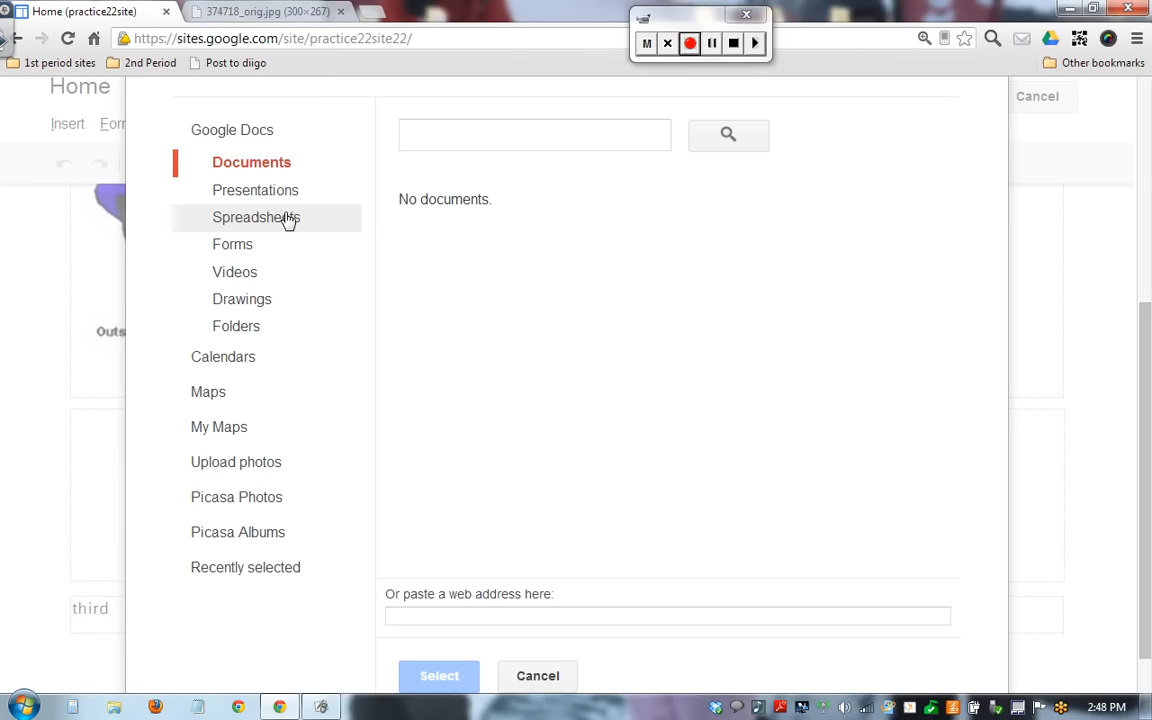 Home (practice22site)
374718_orig.jpg (300×267)
https://sites.google.com/site/practice22site22/
1st period sites
2nd Period
Post to diigo
Other bookmarks
M
Home
Cancel
Insert
Form
Google Docs
Documents
Presentations
Spreadsheets
Forms
Videos
Drawings
Folders
Calendars
Maps
My Maps
Upload photos
Picasa Photos
Picasa Albums
Recently selected
No documents.
Outs
third
Or paste a web address here:
Select
Cancel
2:48 PM